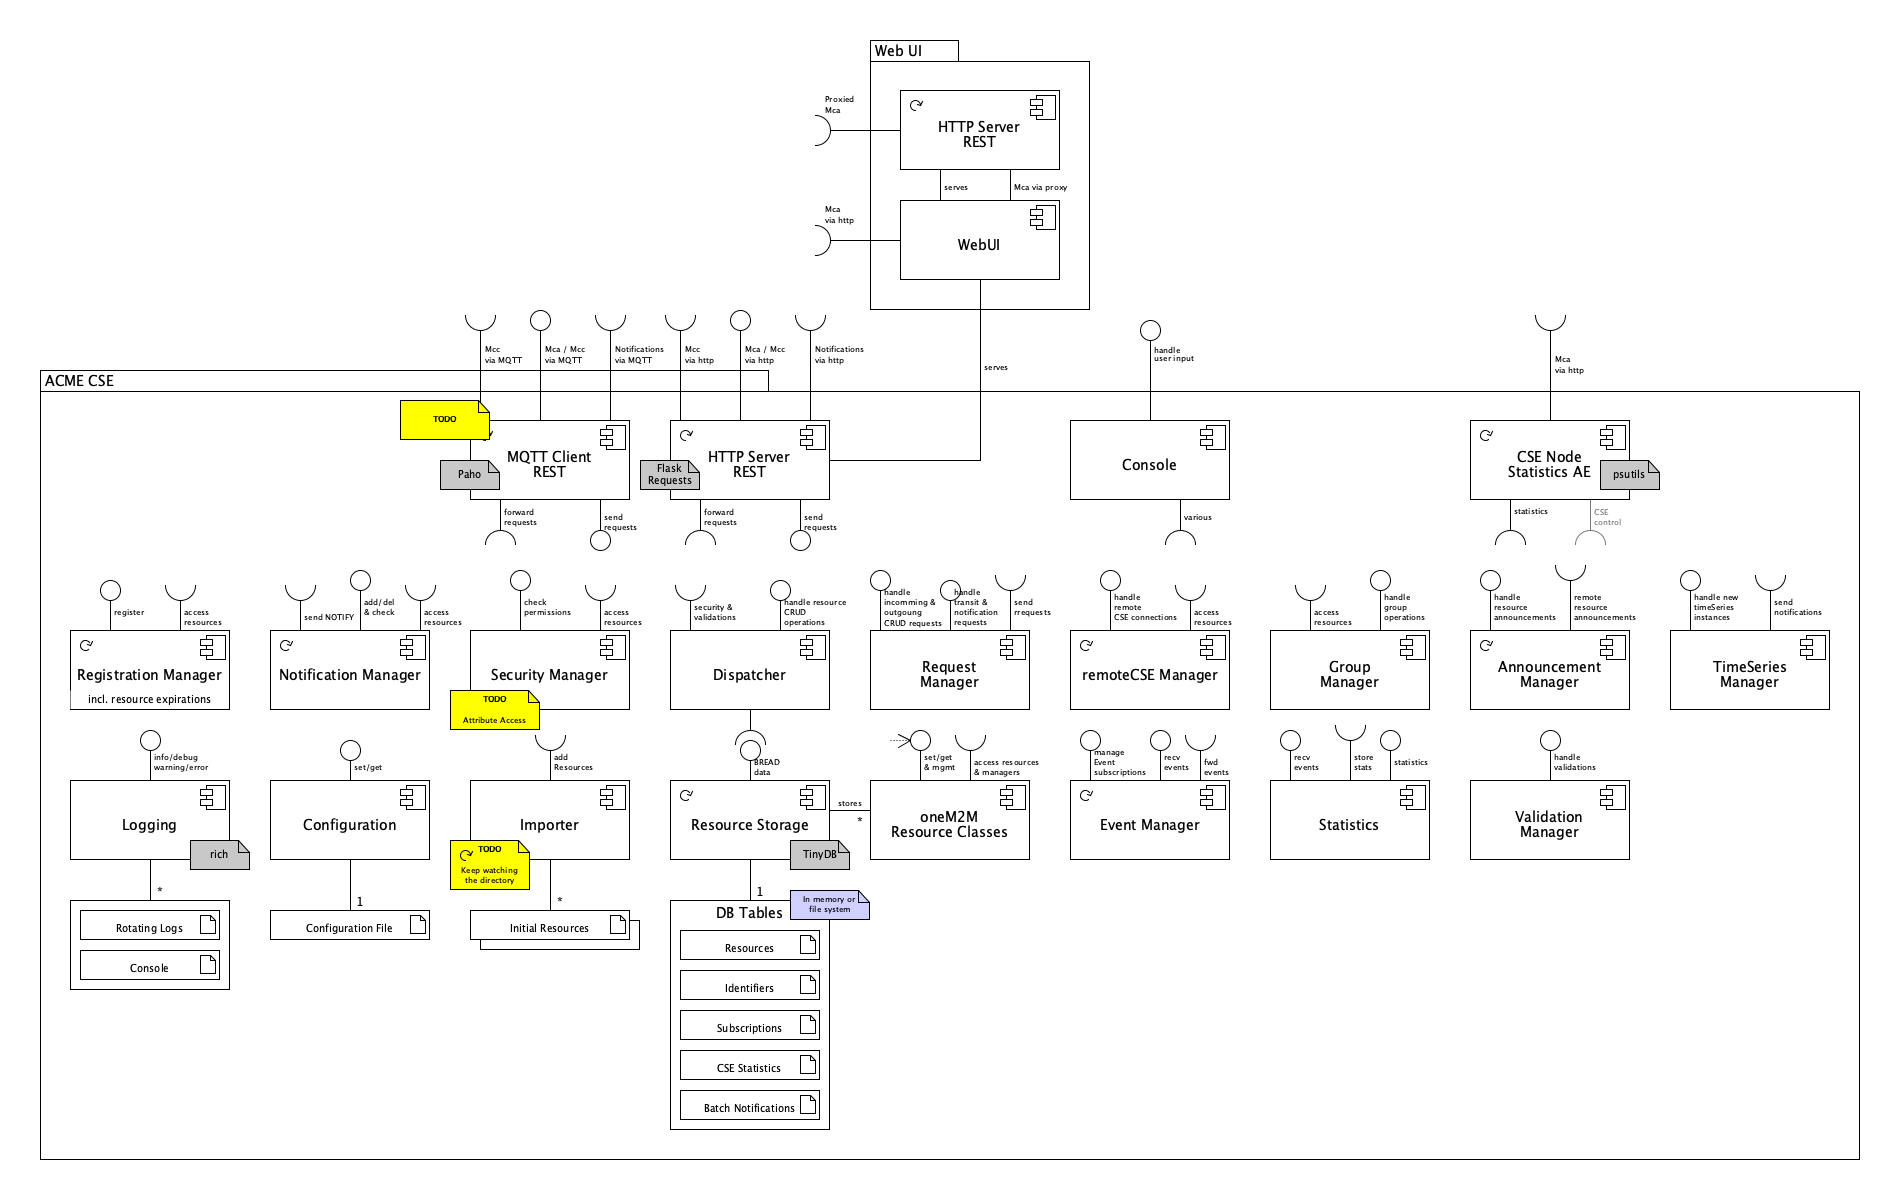 Web UI
Proxied
Mca
HTTP Server
REST
serves
Mca via proxy
Mca
via http
WebUI
Mcc
via MQTT
Mca / Mcc
via MQTT
Notifications
via MQTT
Mcc
via http
Mca / Mcc
via http
Notifications
via http
serves
handle
user input
Mca
via http
ACME CSE
TODO
MQTT Client
REST
Paho
HTTP Server
REST
Flask
Requests
Console
CSE Node
Statistics AE
psutils
forward
requests
send
requests
forward
requests
send
requests
various
statistics
CSE
control
register
access
resources
send NOTIFY
add/del
& check
access
resources
check
permissions
access
resources
security &
validations
handle resource
CRUD
operations
handle
incomming &
outgoung
CRUD requests
handle
transit &
notification
requests
send
rrequests
handle
remote
CSE connections
access
resources
access
resources
handle
group
operations
handle
resource
announcements
remote
resource
announcements
handle new
timeSeries
instances
send
notifications
Registration Manager
incl. resource expirations
Notification Manager
Security Manager
TODO
Attribute Access
Dispatcher
Request
Manager
remoteCSE Manager
Group
Manager
Announcement
Manager
TimeSeries
Manager
info/debug
warning/error
set/get
add
Resources
BREAD
data
set/get
& mgmt
access resources
& managers
manage
Event
subscriptions
recv
events
fwd
events
recv
events
store
stats
statistics
handle
validations
Logging
rich
Configuration
Importer
TODO
Keep watching
the directory
Resource Storage
TinyDB
stores
*
oneM2M
Resource Classes
Event Manager
Statistics
Validation
Manager
*
1
*
1
In memory or
file system
Rotating Logs
Console
Configuration File
Initial Resources
DB Tables
Resources
Identifiers
Subscriptions
CSE Statistics
Batch Notifications